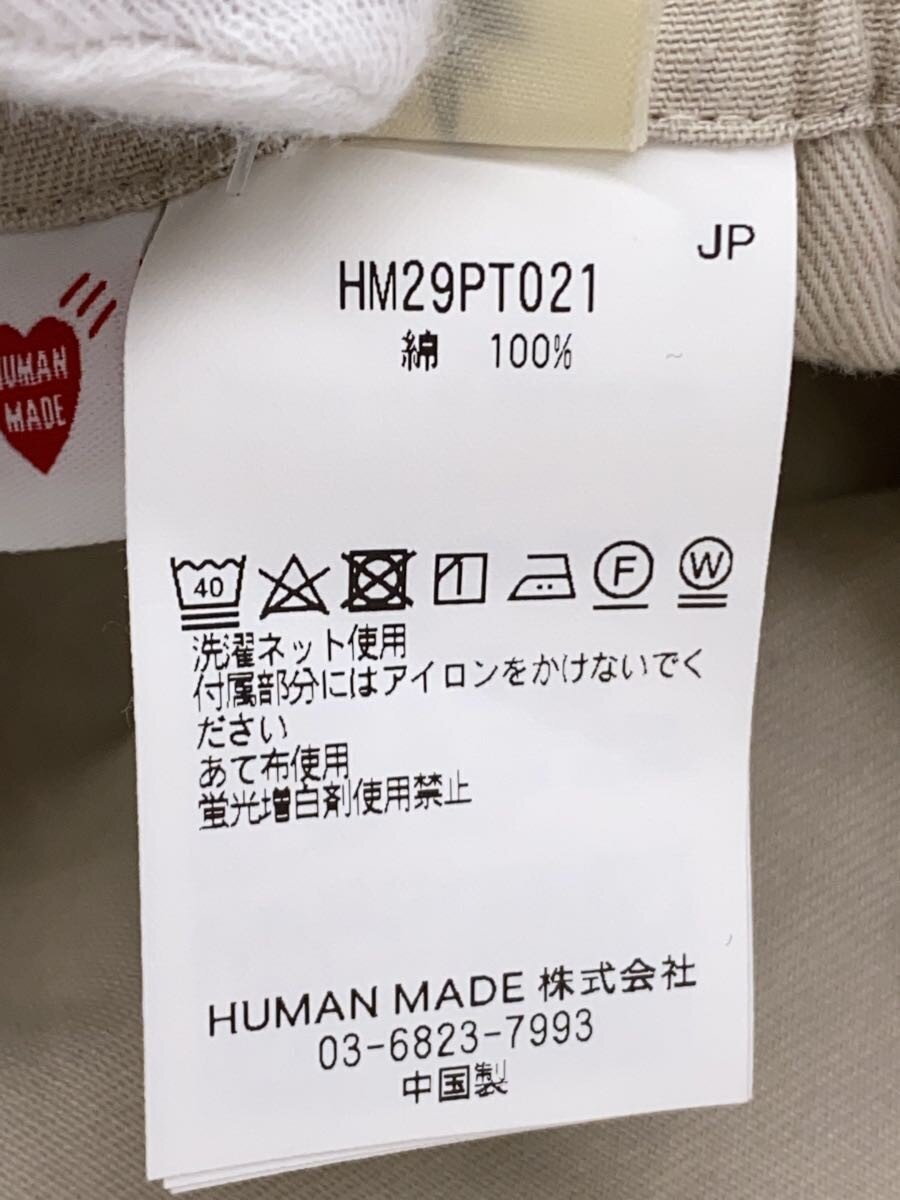 JP
HM29PT021
綿 100%
HUMAN
MADE
40
F
W
洗濯ネット使用
付属部分にはアイロンをかけないでく
ださい
あて布使用
蛍光増白剤使用禁止
HUMAN MADE 株式会社
03-6823-7993
中国製